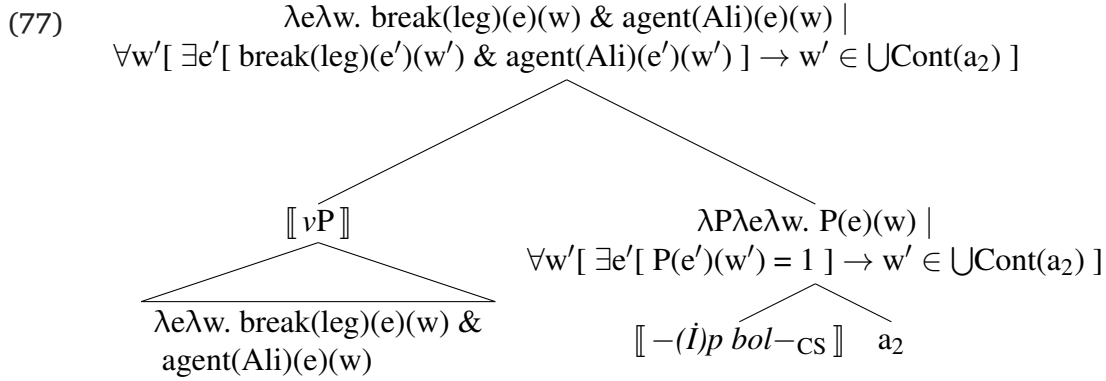 (77)
λeλw. break(leg)(e)(w) & agent(Ali)(e)(w) |
∀w′[ ∃e′[ break(leg)(e′)(w′) & agent(Ali)(e′)(w′) ] → w′ ∈ ⋃Cont(a₂) ]
⟦ vP ⟧
λPλeλw. P(e)(w) |
∀w′[ ∃e′[ P(e′)(w′) = 1 ] → w′ ∈ ⋃Cont(a₂) ]
λeλw. break(leg)(e)(w) &
agent(Ali)(e)(w)
⟦ −(İ)p bol−CS ⟧ a₂